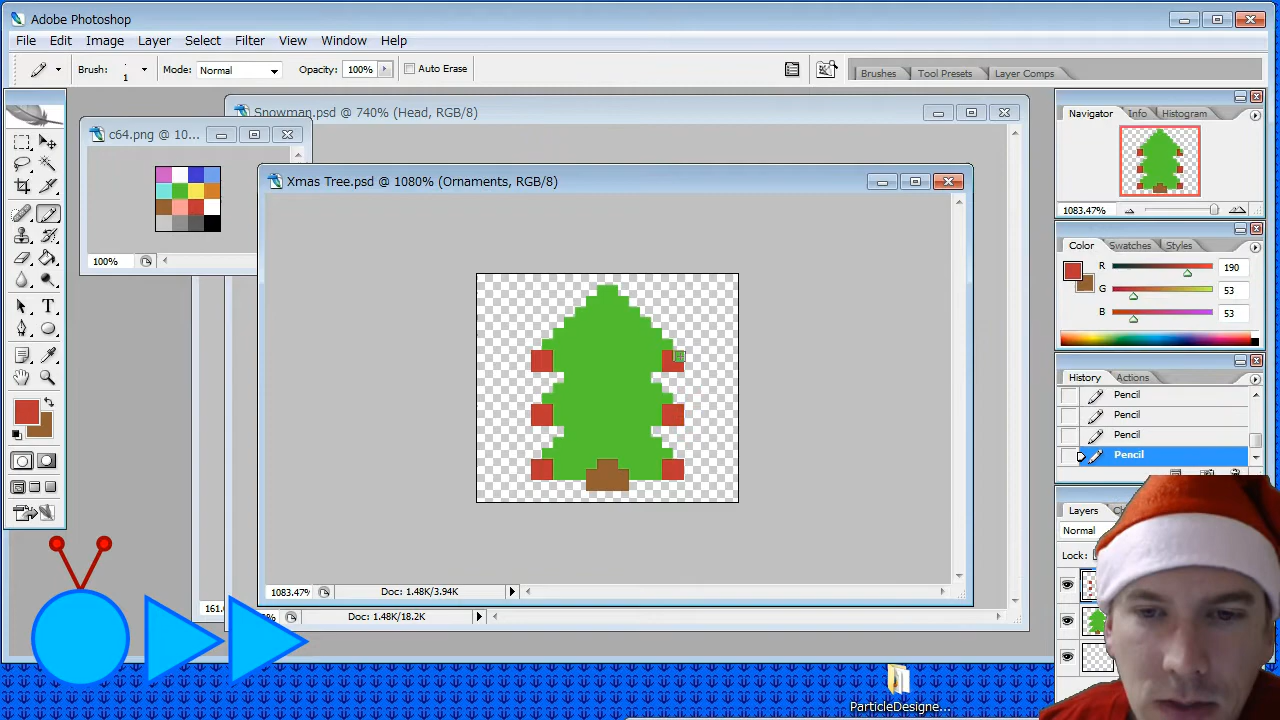 Adobe Photoshop
File Edit Image Layer Select Filter View Window Help
Brush: 1 Mode: Normal Opacity: 100% Auto Erase Brushes Tool Presets Layer Comps
Snowman.psd @ 740% (Head, RGB/8)
c64.png @ 10...
Xmas Tree.psd @ 1080% (Ornaments, RGB/8)
100%
1083.47% Doc: 1.48K/3.94K
161. Doc: 1.48K/18.2K
Navigator Info Histogram
1083.47%
Color Swatches Styles
R 190
G 53
B 53
History Actions
Pencil
Pencil
Pencil
Pencil
Layers
Normal
Lock:
ParticleDesigne...